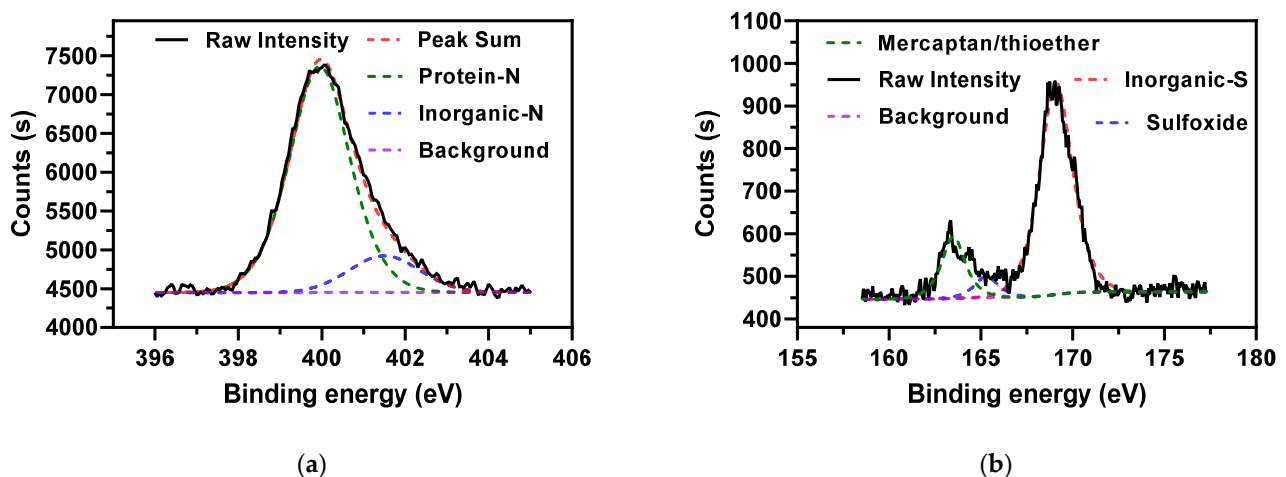 7500
7000
6500
6000
5500
5000
4500
4000
Counts (s)
Raw Intensity
Peak Sum
Protein-N
Inorganic-N
Background
396 398 400 402 404 406
Binding energy (eV)
(a)
1100
1000
900
800
700
600
500
400
Counts (s)
Mercaptan/thioether
Raw Intensity
Inorganic-S
Background
Sulfoxide
155 160 165 170 175 180
Binding energy (eV)
(b)